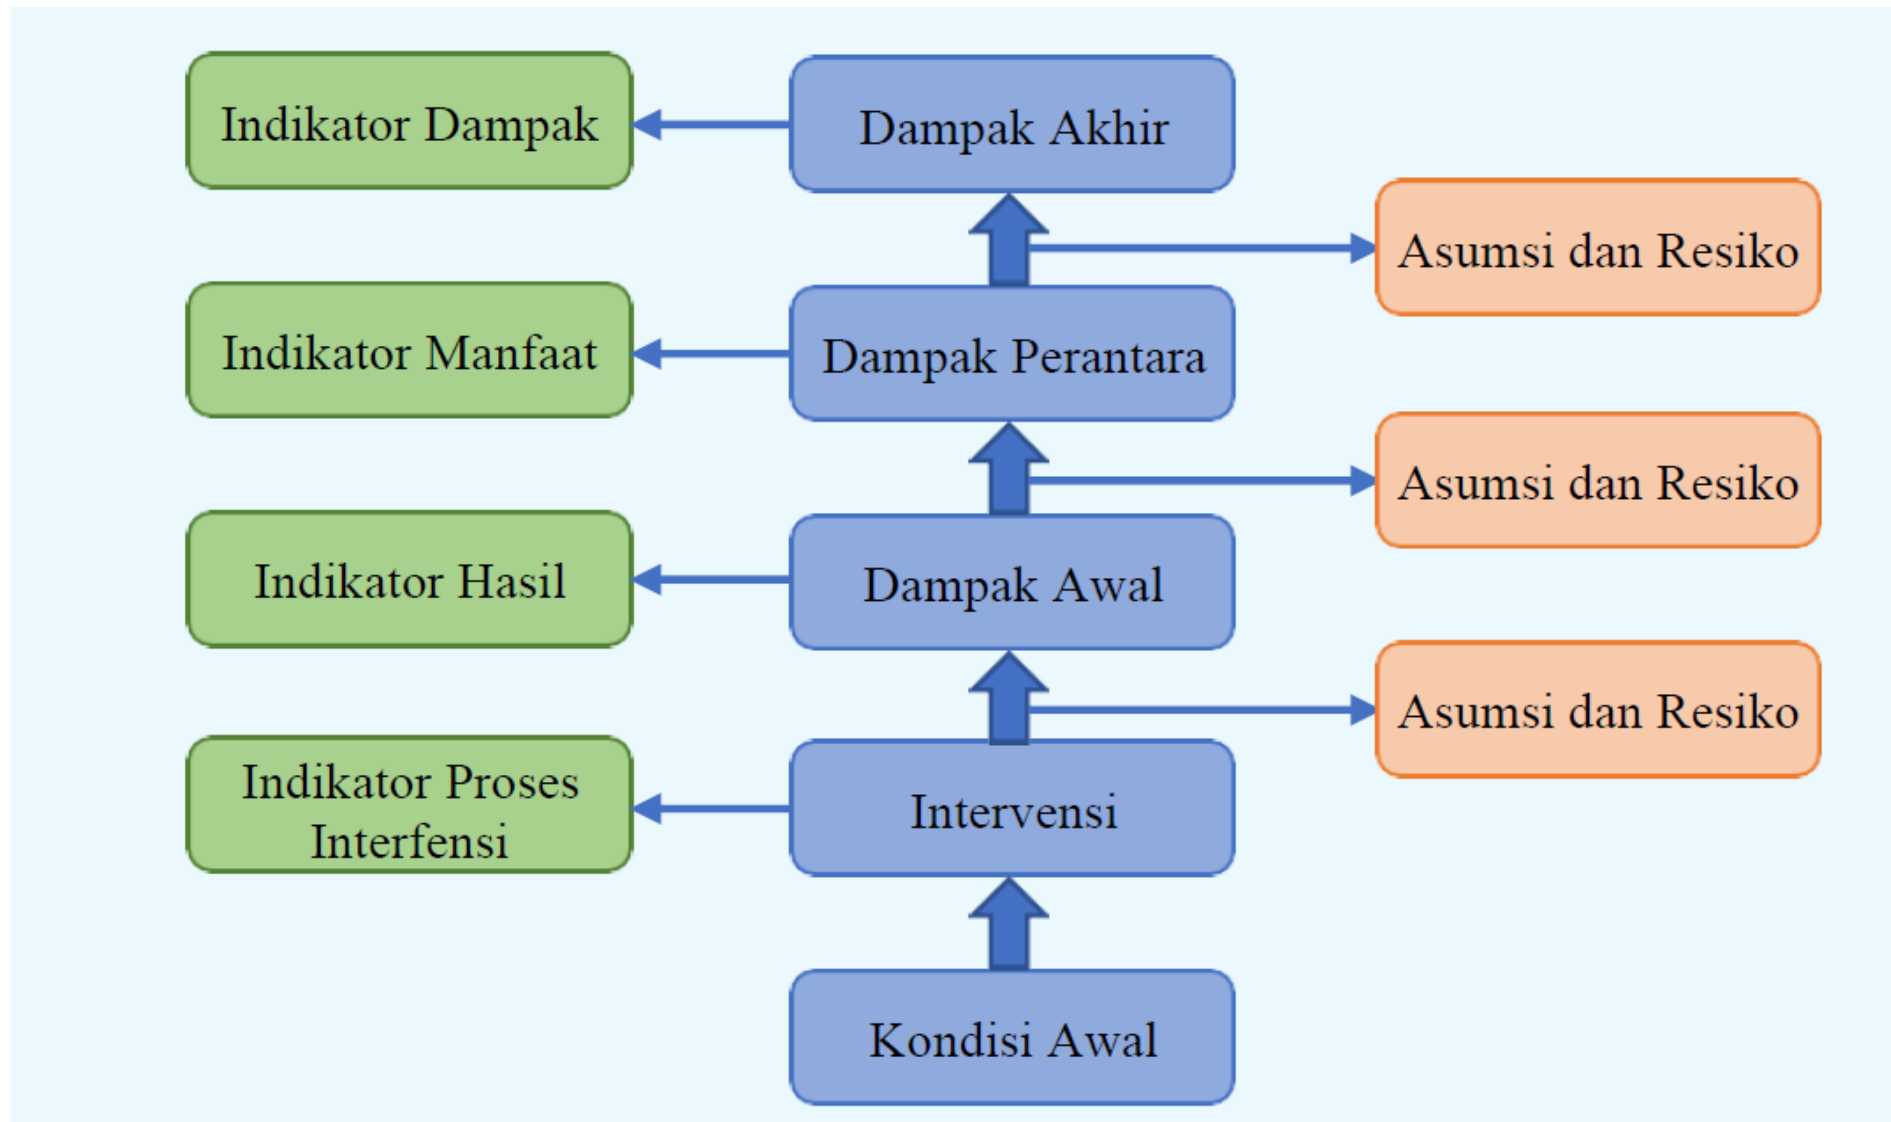 Indikator Dampak
Dampak Akhir
Asumsi dan Resiko
Indikator Manfaat
Dampak Perantara
Asumsi dan Resiko
Indikator Hasil
Dampak Awal
Asumsi dan Resiko
Indikator Proses
Interfensi
Intervensi
Kondisi Awal